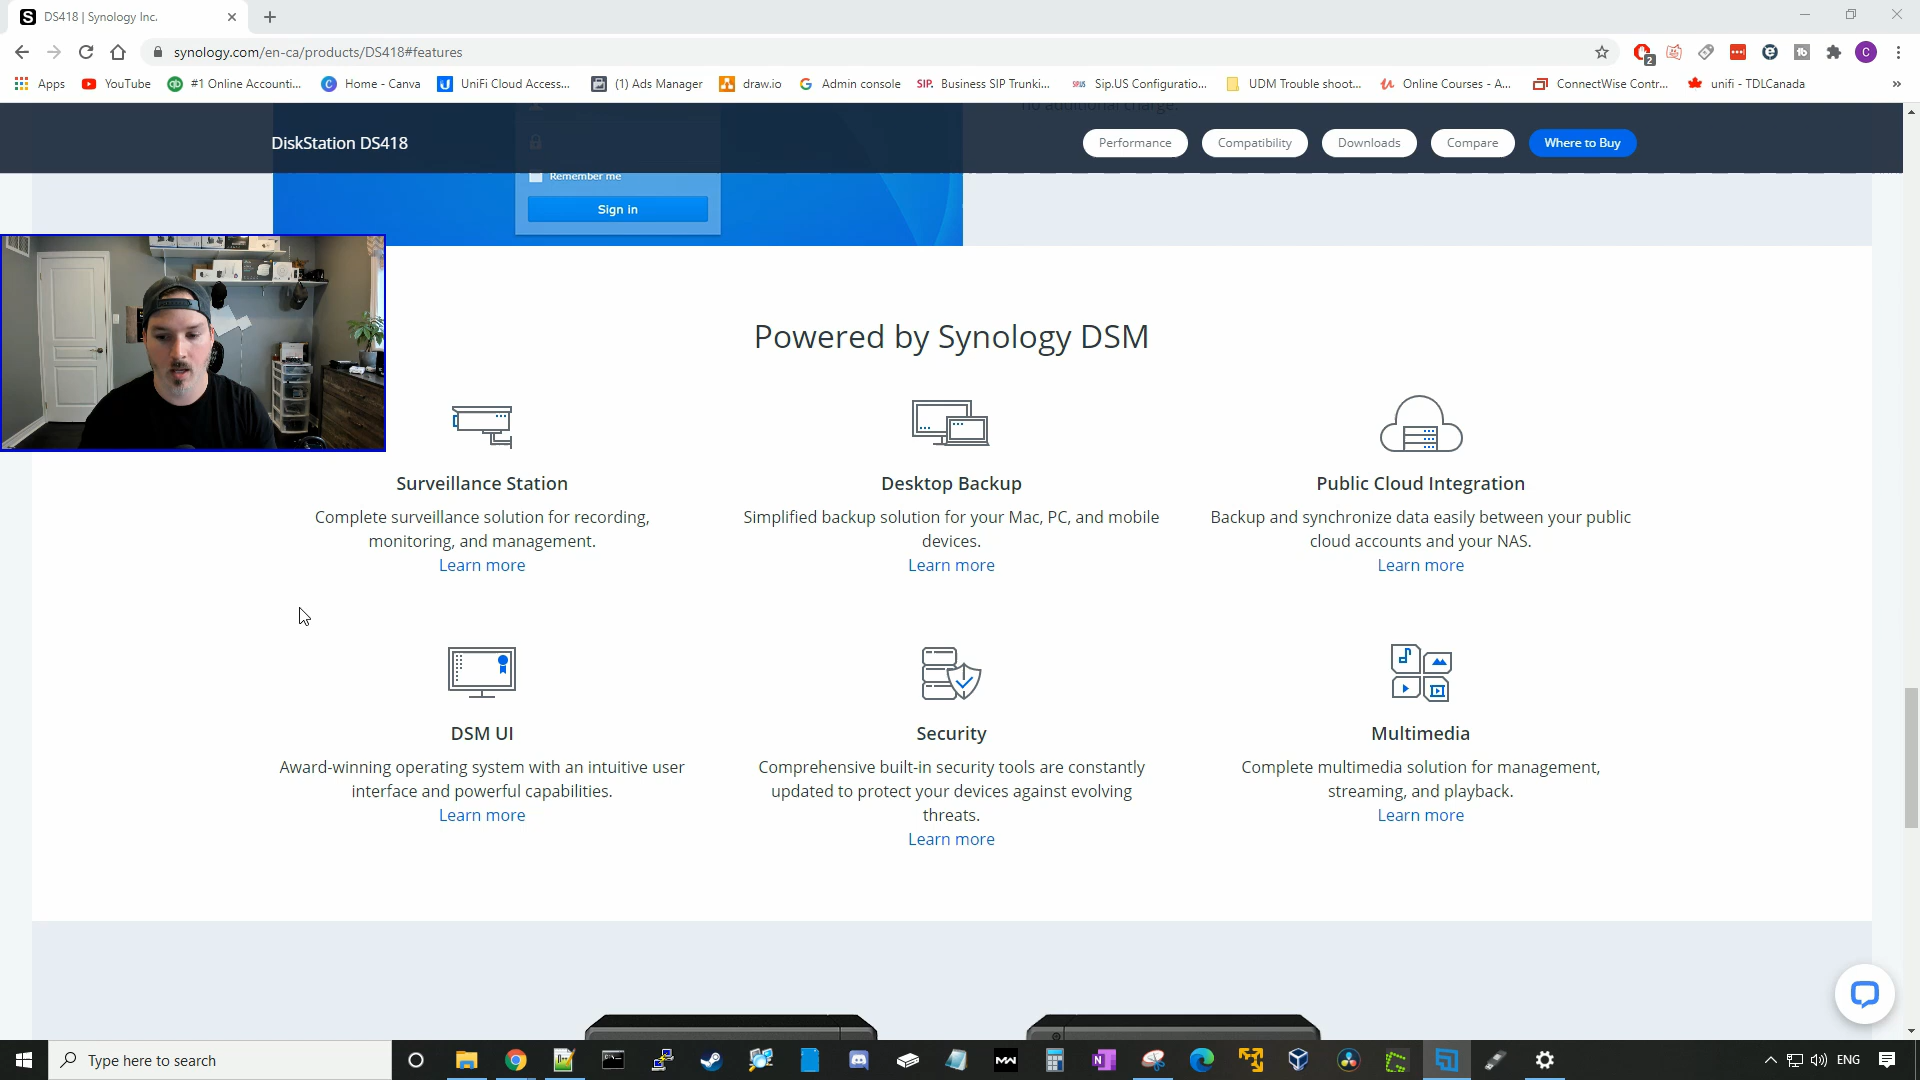 DS418 | Synology Inc.
synology.com/en-ca/products/DS418#features
2
C
Apps
YouTube
#1 Online Accounti...
Home - Canva
UniFi Cloud Access...
(1) Ads Manager
draw.io
Admin console
SIP. Business SIP Trunki...
Sip.US Configuratio...
UDM Trouble shoot...
Online Courses - A...
ConnectWise Contr...
unifi - TDLCanada
»
no additional charge.
DiskStation DS418
Performance
Compatibility
Downloads
Compare
Where to Buy
Remember me
Sign in
Powered by Synology DSM
Surveillance Station
Complete surveillance solution for recording,
monitoring, and management.
Learn more
Desktop Backup
Simplified backup solution for your Mac, PC, and mobile
devices.
Learn more
Public Cloud Integration
Backup and synchronize data easily between your public
cloud accounts and your NAS.
Learn more
DSM UI
Award-winning operating system with an intuitive user
interface and powerful capabilities.
Learn more
Security
Comprehensive built-in security tools are constantly
updated to protect your devices against evolving
threats.
Learn more
Multimedia
Complete multimedia solution for management,
streaming, and playback.
Learn more
Type here to search
ENG